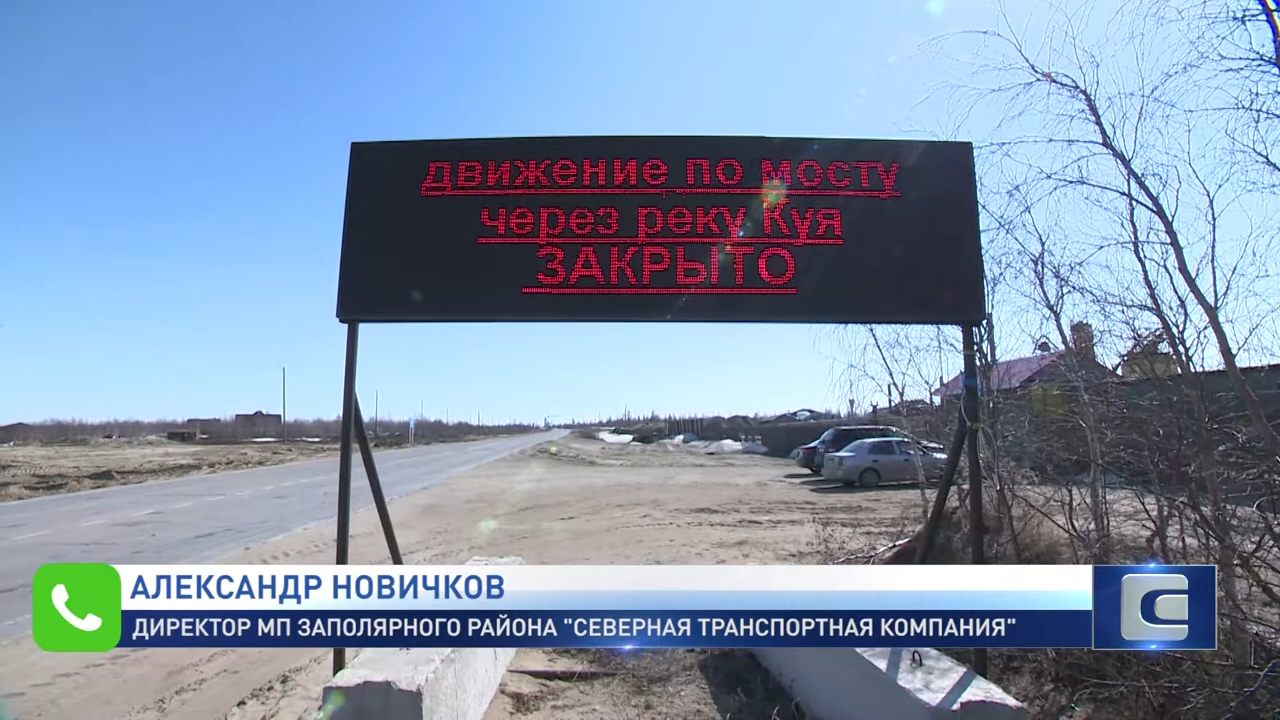 движение по мосту
через реку Куя
ЗАКРЫТО
АЛЕКСАНДР НОВИЧКОВ
ДИРЕКТОР МП ЗАПОЛЯРНОГО РАЙОНА "СЕВЕРНАЯ ТРАНСПОРТНАЯ КОМПАНИЯ"
С